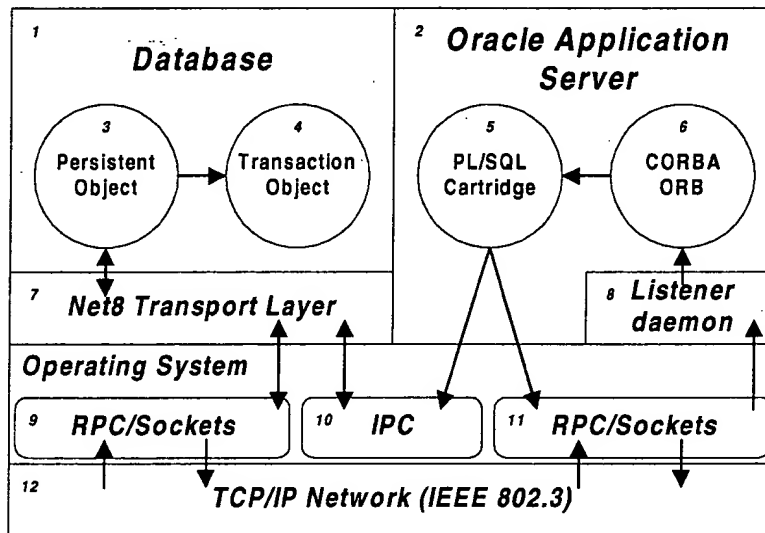 1
Database
2
Oracle Application
Server
3
Persistent
Object
4
Transaction
Object
5
PL/SQL
Cartridge
6
CORBA
ORB
7
Net8 Transport Layer
8
Listener
daemon
Operating System
9
RPC/Sockets
10
IPC
11
RPC/Sockets
12
TCP/IP Network (IEEE 802.3)